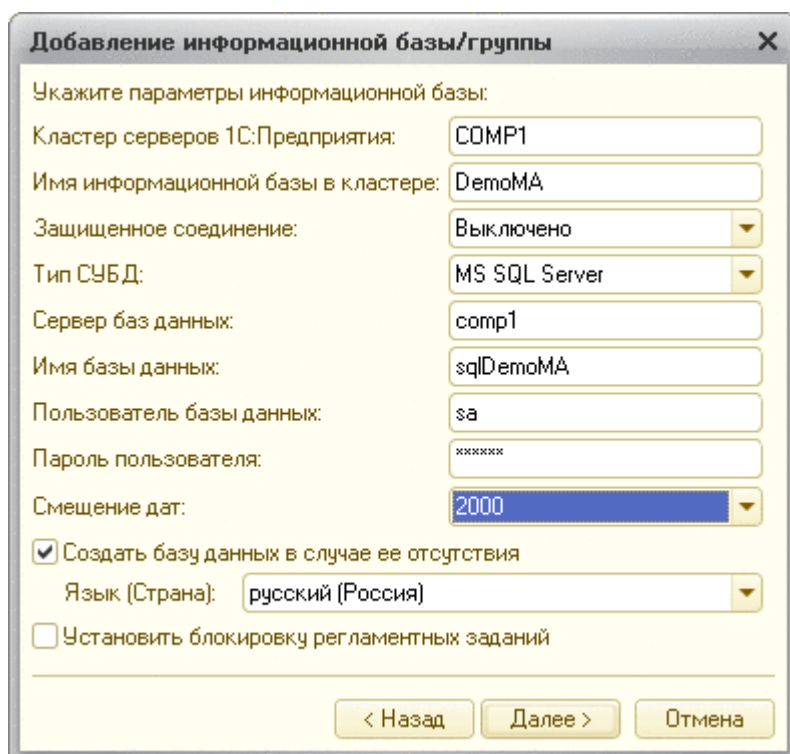 Добавление информационной базы/группы
Укажите параметры информационной базы:
Кластер серверов 1С:Предприятия: COMP1
Имя информационной базы в кластере: DemoMA
Защищенное соединение: Выключено
Тип СУБД: MS SQL Server
Сервер баз данных: comp1
Имя базы данных: sqlDemoMA
Пользователь базы данных: sa
Пароль пользователя: ******
Смещение дат: 2000
Создать базу данных в случае ее отсутствия
Язык (Страна): русский (Россия)
Установить блокировку регламентных заданий
< Назад Далее > Отмена